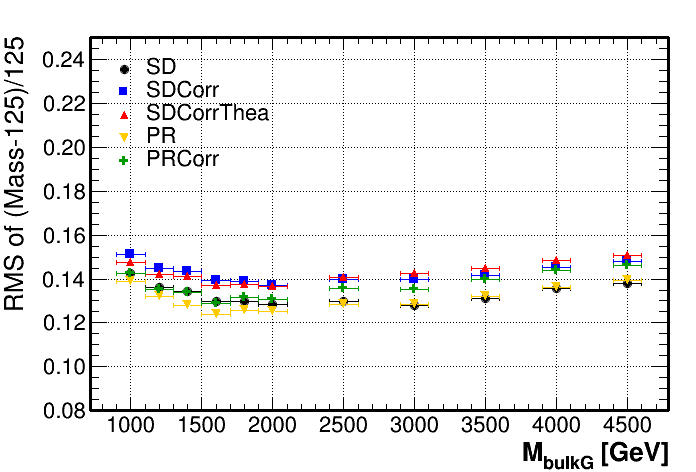 RMS of (Mass-125)/125
0.24
0.22
0.20
0.18
0.16
0.14
0.12
0.10
0.08
SD
SDCorr
SDCorrThea
PR
PRCorr
1000 1500 2000 2500 3000 3500 4000 4500
M_bulkG [GeV]